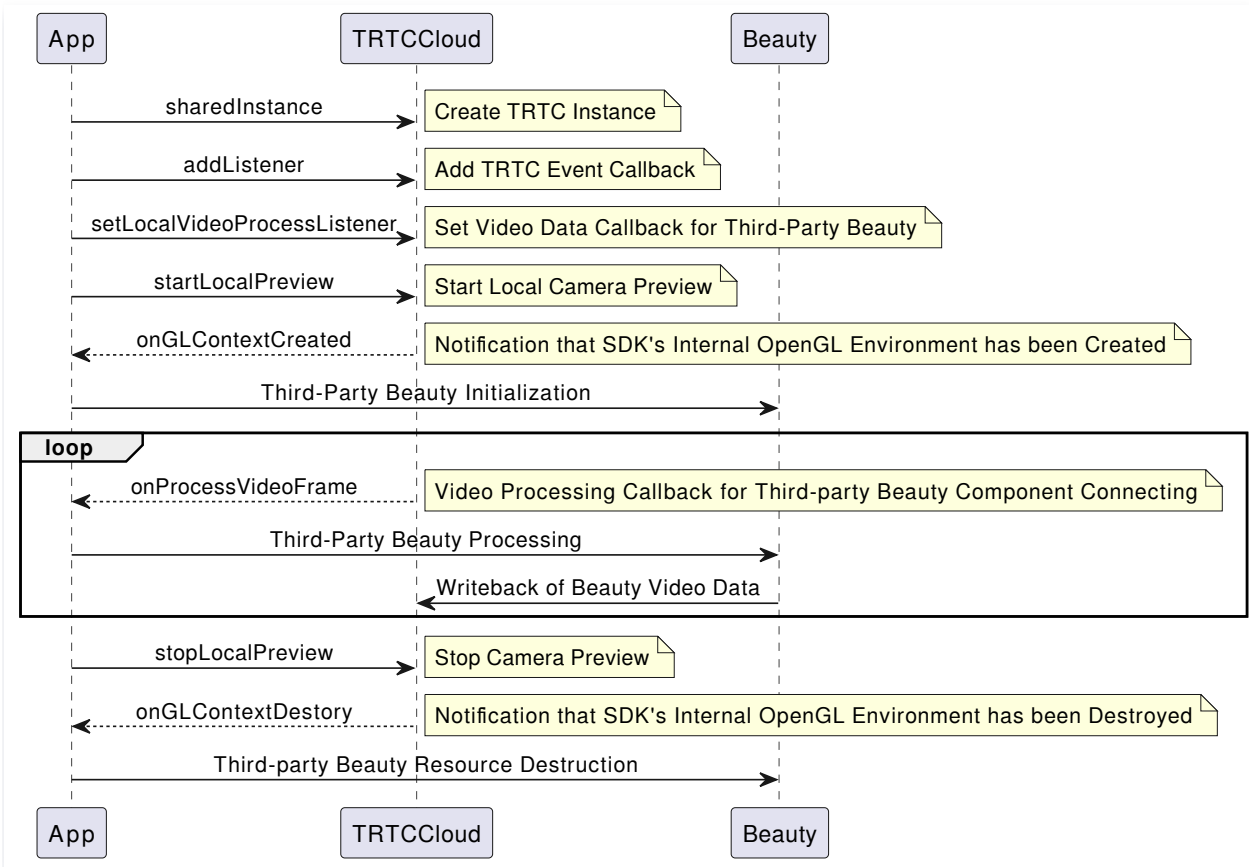 App TRTCCloud Beauty
sharedInstance Create TRTC Instance
addListener Add TRTC Event Callback
setLocalVideoProcessListener Set Video Data Callback for Third-Party Beauty
startLocalPreview Start Local Camera Preview
onGLContextCreated Notification that SDK's Internal OpenGL Environment has been Created
Third-Party Beauty Initialization
loop
onProcessVideoFrame Video Processing Callback for Third-party Beauty Component Connecting
Third-Party Beauty Processing
Writeback of Beauty Video Data
stopLocalPreview Stop Camera Preview
onGLContextDestory Notification that SDK's Internal OpenGL Environment has been Destroyed
Third-party Beauty Resource Destruction
App TRTCCloud Beauty